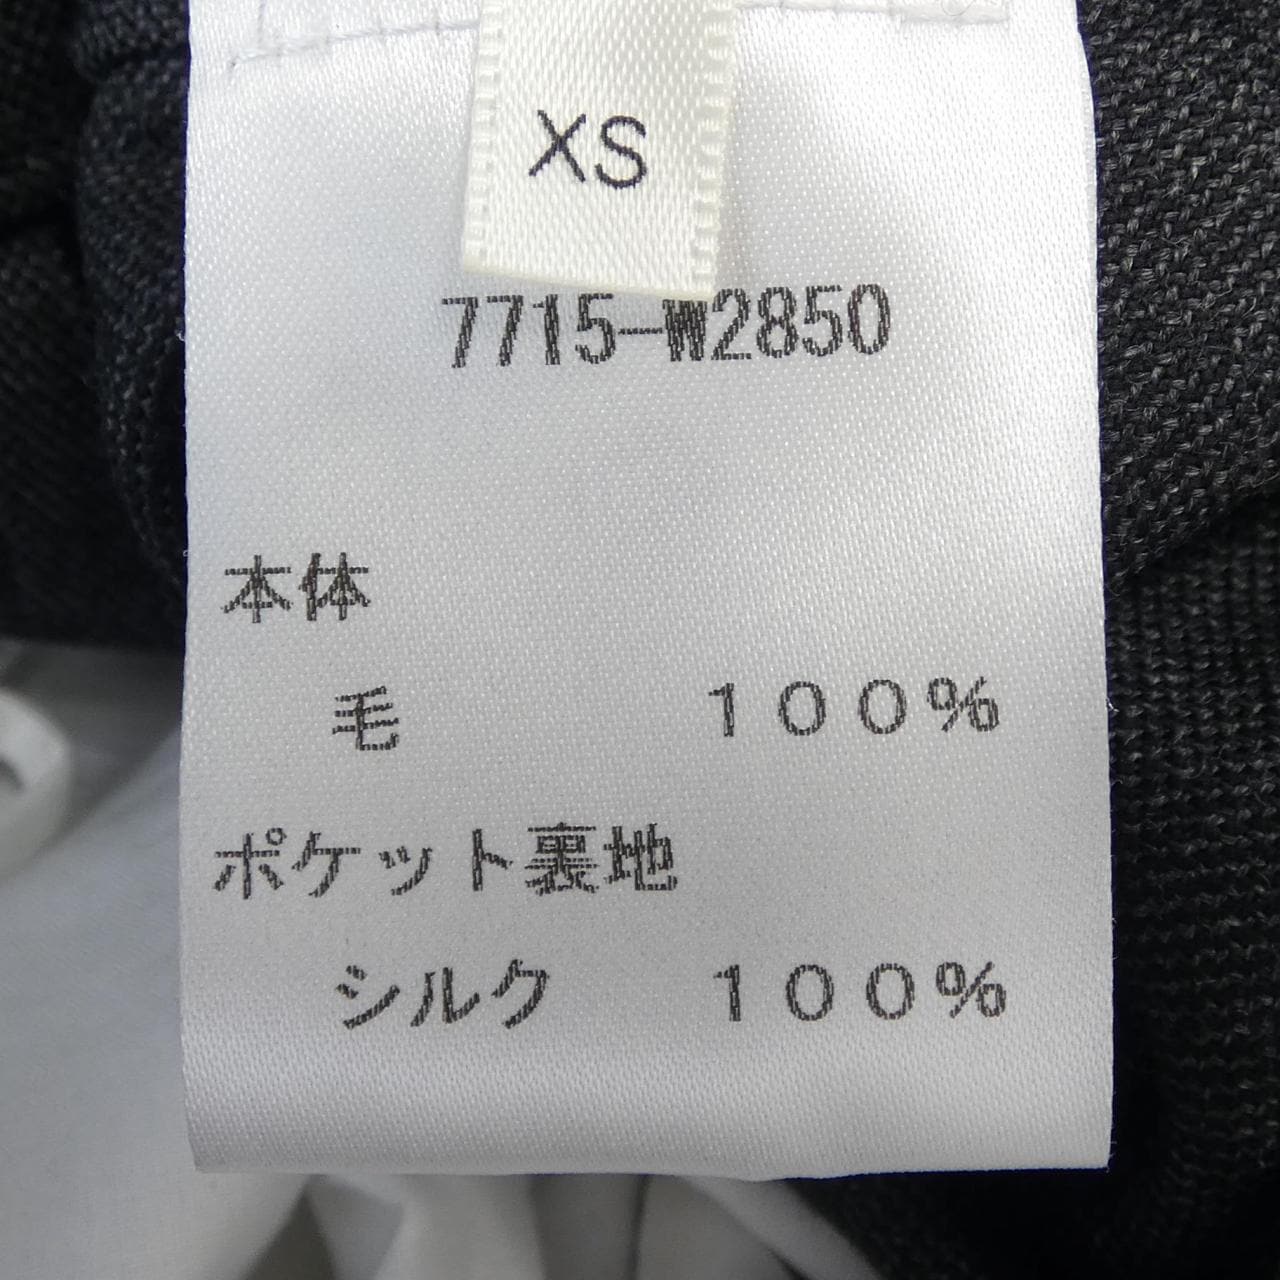 XS
7715-W2850
本体
毛 100%
ポケット裏地
シルク 100%